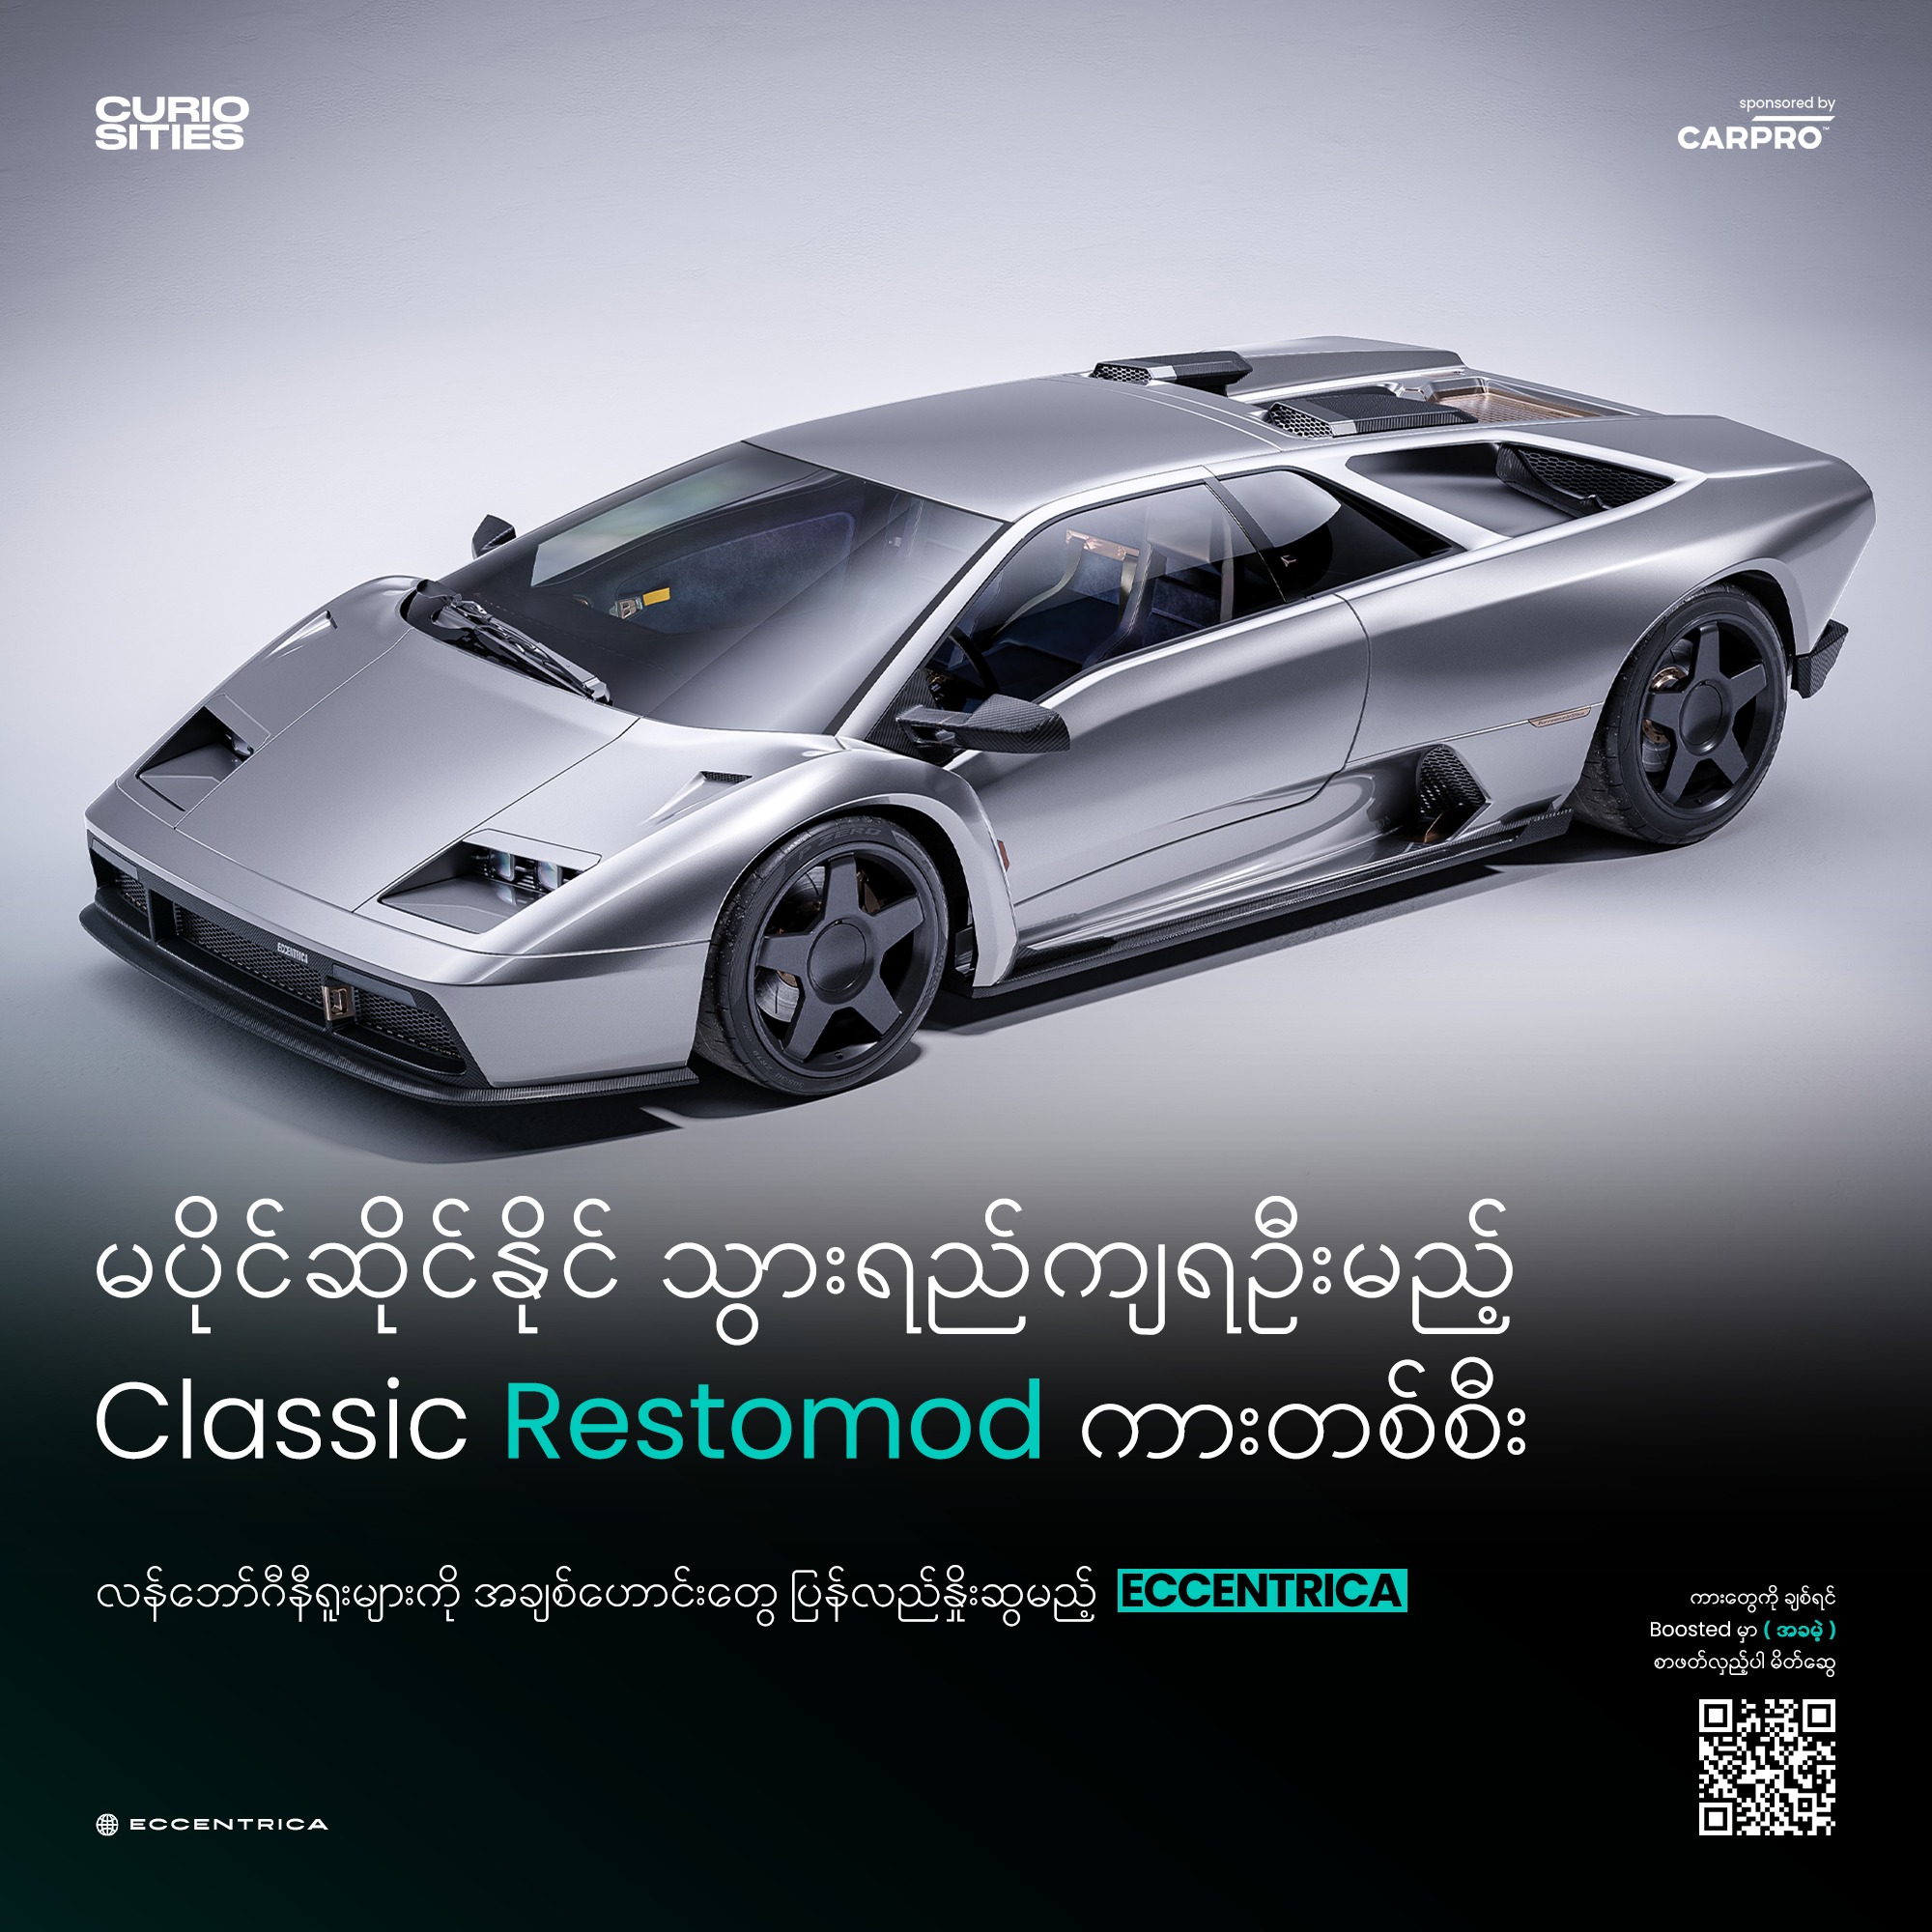 CURIO
SITIES
sponsored by
CARPRO™
ECCENTRICA
P ZERO
မပိုင်ဆိုင်နိုင် သွားရည်ကျရဦးမည့်
Classic Restomod ကားတစ်စီး
လန်ဘော်ဂီနီရူးများကို အချစ်ဟောင်းတွေ ပြန်လည်နှိုးဆွမည့် ECCENTRICA
ကားတွေကို ချစ်ရင်
Boosted မှာ ( အခမဲ့ )
စာဖတ်လှည့်ပါ မိတ်ဆွေ
ECCENTRICA